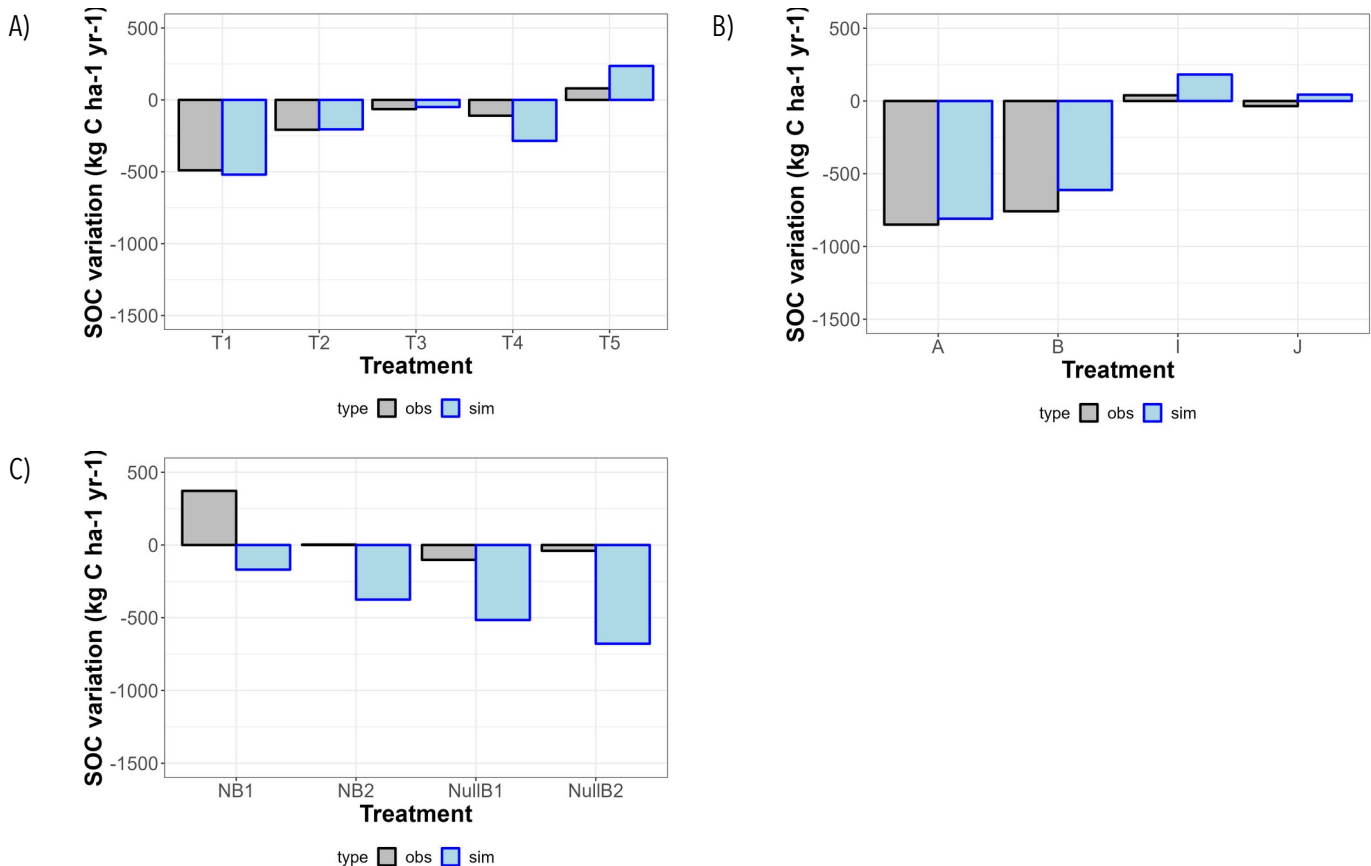 A)
SOC variation (kg C ha-1 yr-1)
500
0
-500
-1000
-1500
T1 T2 T3 T4 T5
Treatment
type obs sim
B)
SOC variation (kg C ha-1 yr-1)
500
0
-500
-1000
-1500
A B I J
Treatment
type obs sim
C)
SOC variation (kg C ha-1 yr-1)
500
0
-500
-1000
-1500
NB1 NB2 NullB1 NullB2
Treatment
type obs sim